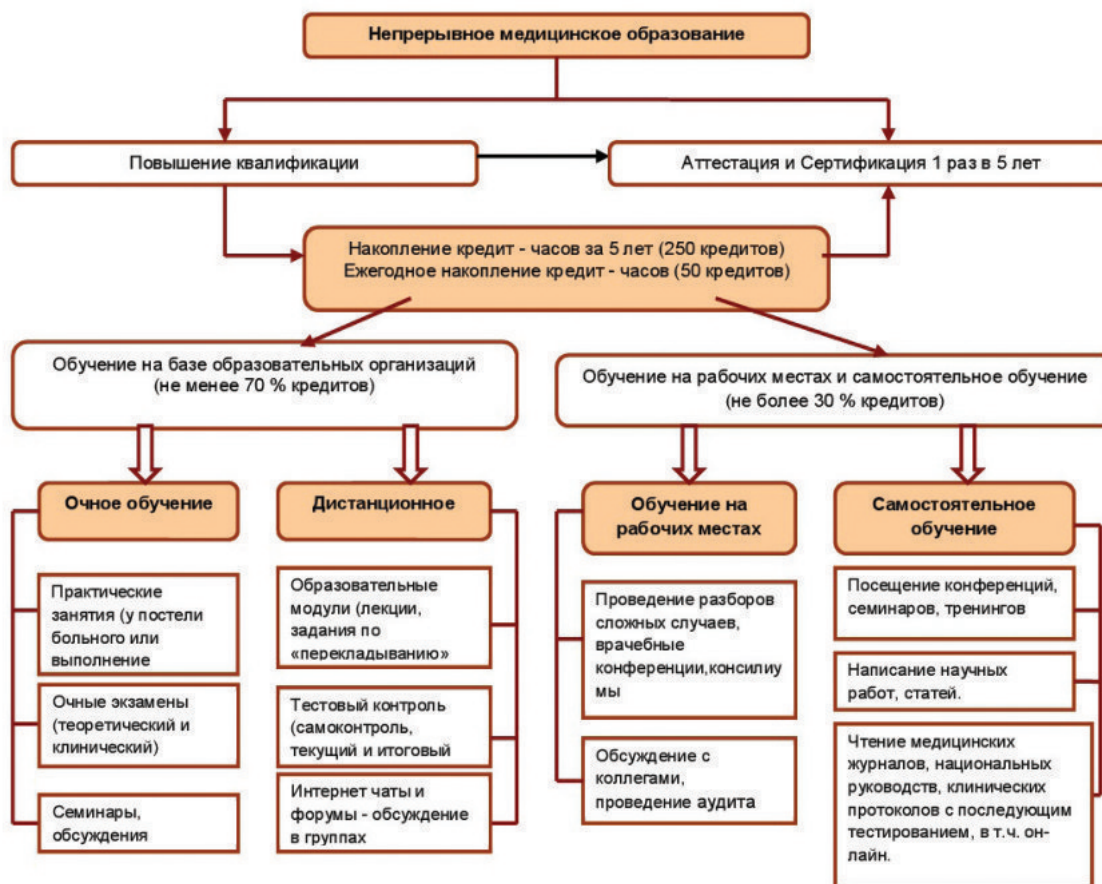 Непрерывное медицинское образование
Повышение квалификации
Аттестация и Сертификация 1 раз в 5 лет
Накопление кредит - часов за 5 лет (250 кредитов)
Ежегодное накопление кредит - часов (50 кредитов)
Обучение на базе образовательных организаций
(не менее 70 % кредитов)
Обучение на рабочих местах и самостоятельное обучение
(не более 30 % кредитов)
Очное обучение
Практические
занятия (у постели
больного или
выполнение
Очные экзамены
(теоретический и
клинический)
Семинары,
обсуждения
Дистанционное
Образовательные
модули (лекции,
задания по
«перекладыванию»
Тестовый контроль
(самоконтроль,
текущий и итоговый
Интернет чаты и
форумы - обсуждение
в группах
Обучение на
рабочих местах
Проведение разборов
сложных случаев,
врачебные
конференции,консилиу
мы
Обсуждение с
коллегами,
проведение аудита
Самостоятельное
обучение
Посещение конференций,
семинаров, тренингов
Написание научных
работ, статей.
Чтение медицинских
журналов, национальных
руководств, клинических
протоколов с последующим
тестированием, в т.ч. он-
лайн.